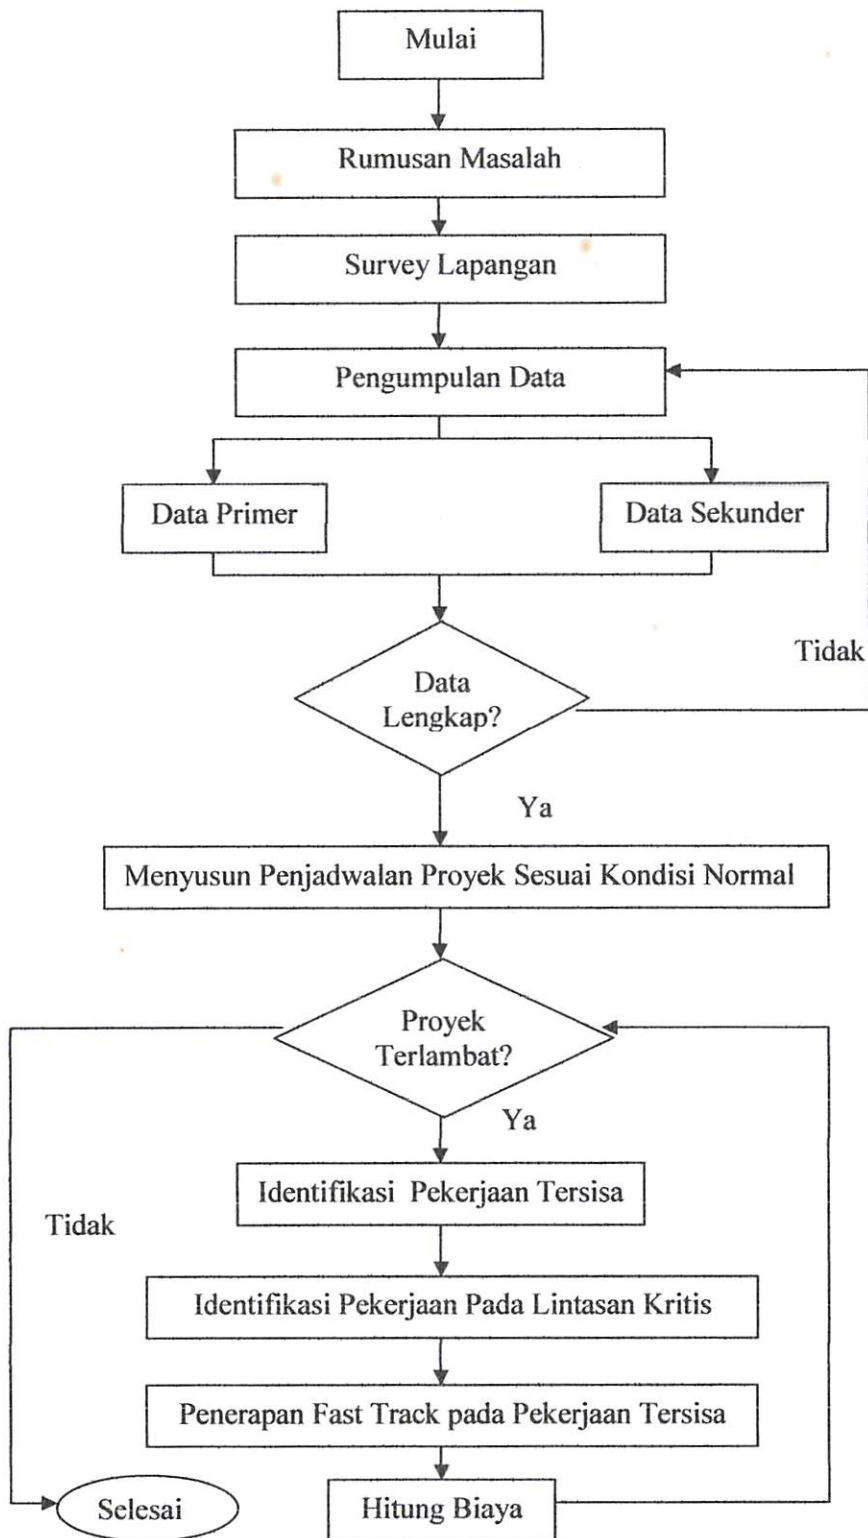 Mulai
Rumusan Masalah
Survey Lapangan
Pengumpulan Data
Data Primer
Data Sekunder
Data
Lengkap?
Tidak
Ya
Menyusun Penjadwalan Proyek Sesuai Kondisi Normal
Proyek
Terlambat?
Ya
Identifikasi Pekerjaan Tersisa
Tidak
Identifikasi Pekerjaan Pada Lintasan Kritis
Penerapan Fast Track pada Pekerjaan Tersisa
Selesai
Hitung Biaya